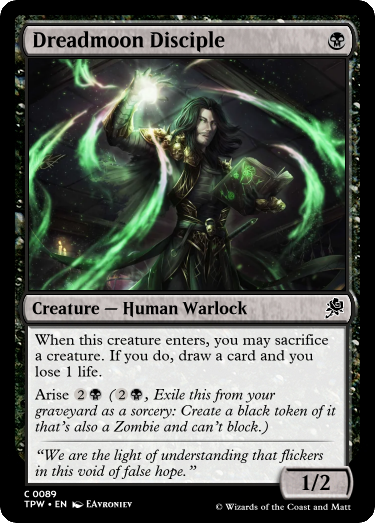 Dreadmoon Disciple
Creature — Human Warlock
When this creature enters, you may sacrifice
a creature. If you do, draw a card and you
lose 1 life.
Arise 2 (2, Exile this from your
graveyard as a sorcery: Create a black token of it
that's also a Zombie and can't block.)
“We are the light of understanding that flickers
in this void of false hope.”
1/2
C 0089
TPW • EN EAvroniev
© Wizards of the Coast and Matt